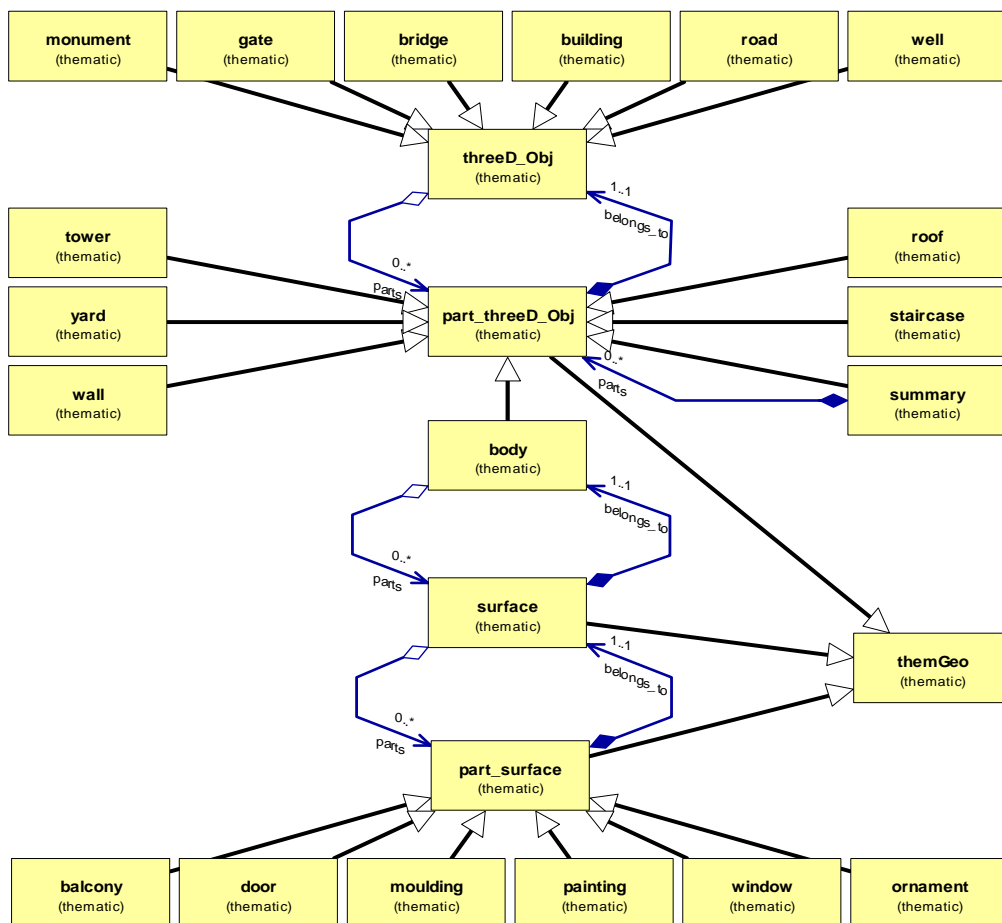 monument
(thematic)
gate
(thematic)
bridge
(thematic)
building
(thematic)
road
(thematic)
well
(thematic)
threeD_Obj
(thematic)
1..1
belongs_to
tower
(thematic)
roof
(thematic)
0..*
parts
part_threeD_Obj
(thematic)
yard
(thematic)
staircase
(thematic)
0..*
parts
wall
(thematic)
summary
(thematic)
body
(thematic)
1..1
belongs_to
0..*
parts
surface
(thematic)
1..1
belongs_to
themGeo
(thematic)
0..*
parts
part_surface
(thematic)
balcony
(thematic)
door
(thematic)
moulding
(thematic)
painting
(thematic)
window
(thematic)
ornament
(thematic)